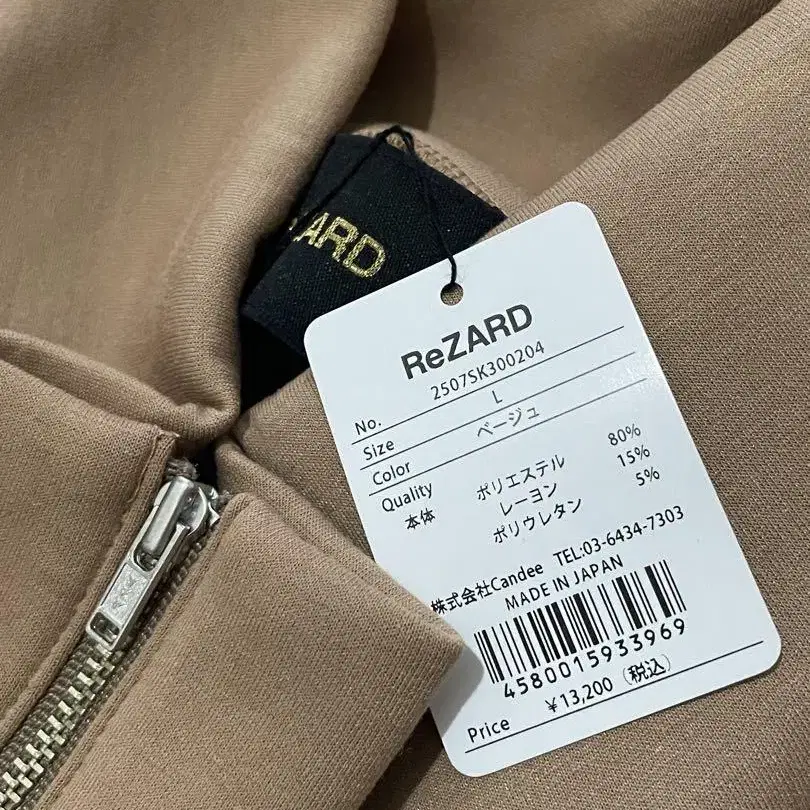 ZARD
ReZARD
No. 2507SK300204
Size L
Color ベージュ
Quality ポリエステル 80%
本体 レーヨン 15%
ポリウレタン 5%
株式会社Candee TEL:03-6434-7303
MADE IN JAPAN
4580015933969
Price ¥13,200 (税込)